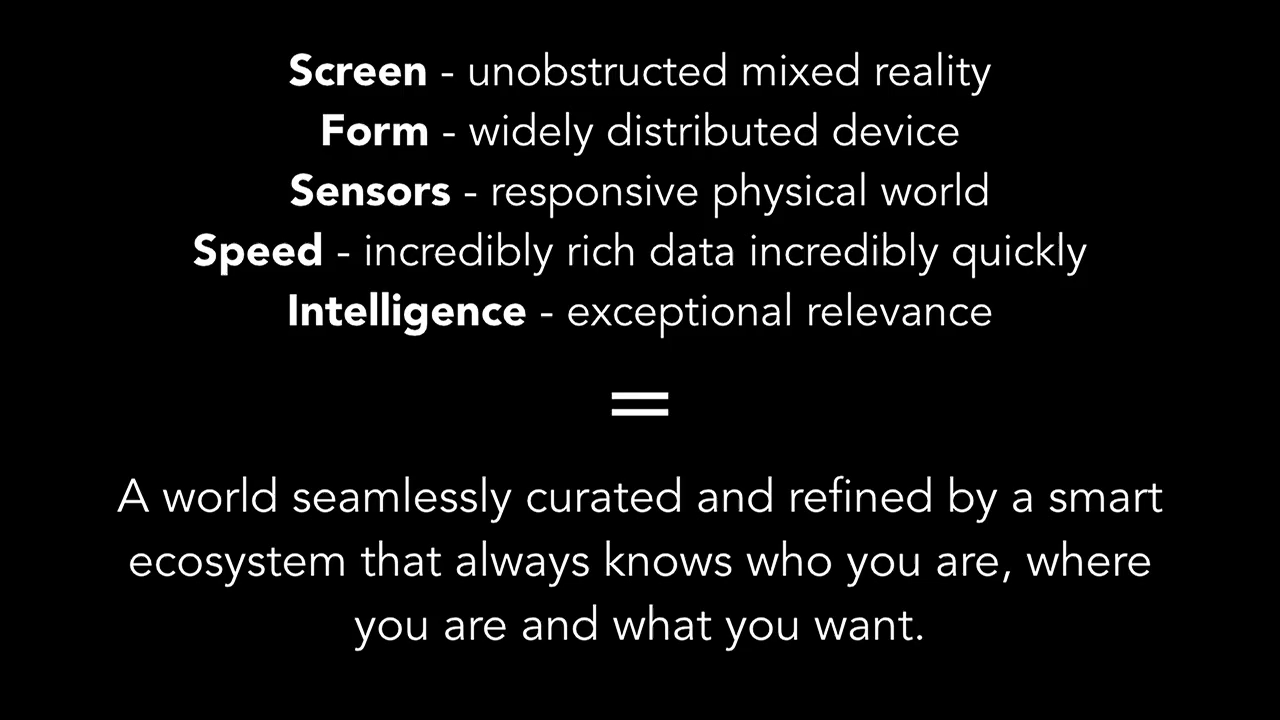 Screen - unobstructed mixed reality
Form - widely distributed device
Sensors - responsive physical world
Speed - incredibly rich data incredibly quickly
Intelligence - exceptional relevance
=
A world seamlessly curated and refined by a smart
ecosystem that always knows who you are, where
you are and what you want.